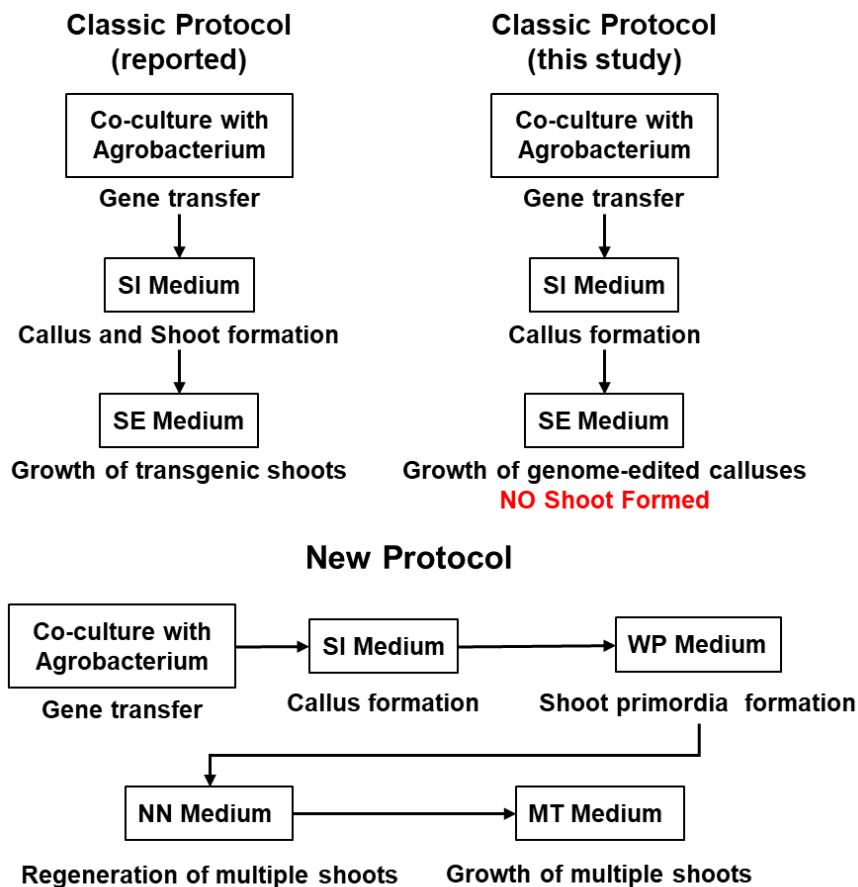 Classic Protocol
(reported)
Co-culture with
Agrobacterium
Gene transfer
SI Medium
Callus and Shoot formation
SE Medium
Growth of transgenic shoots
Classic Protocol
(this study)
Co-culture with
Agrobacterium
Gene transfer
SI Medium
Callus formation
SE Medium
Growth of genome-edited calluses
NO Shoot Formed
New Protocol
Co-culture with
Agrobacterium
Gene transfer
SI Medium
Callus formation
WP Medium
Shoot primordia formation
NN Medium
Regeneration of multiple shoots
MT Medium
Growth of multiple shoots